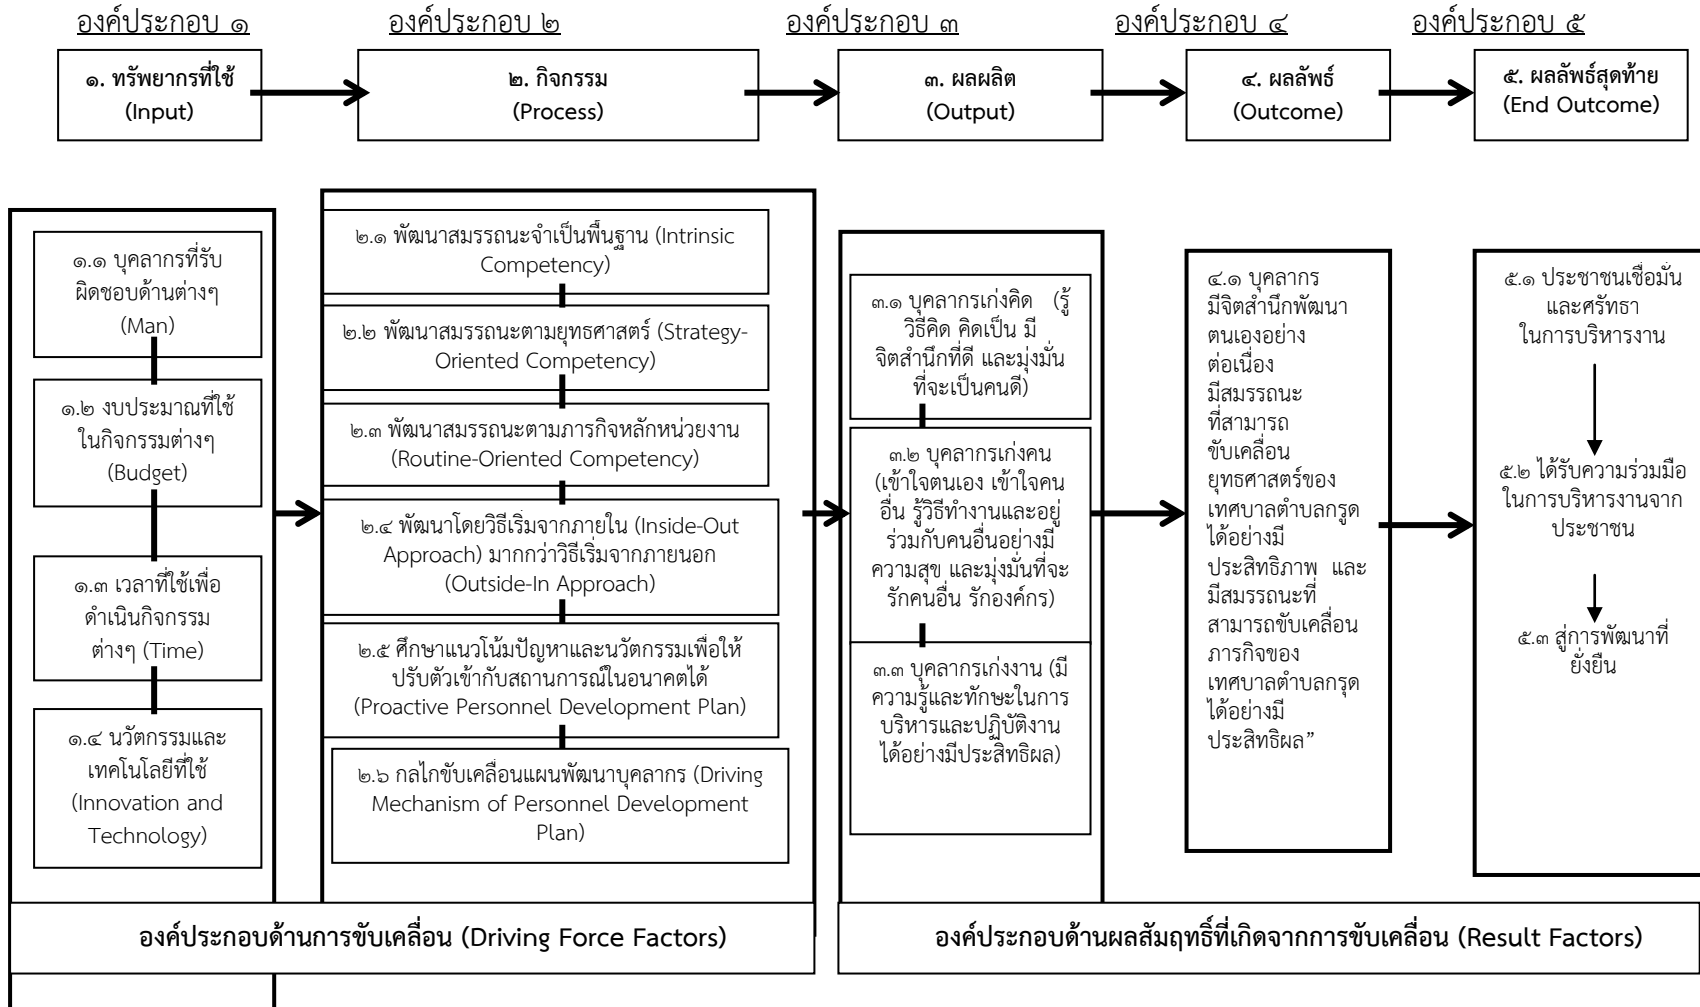 องค์ประกอบ ๑
องค์ประกอบ ๒
องค์ประกอบ ๓
องค์ประกอบ ๔
องค์ประกอบ ๕
๑. ทรัพยากรที่ใช้
(Input)
๒. กิจกรรม
(Process)
๓. ผลผลิต
(Output)
๔. ผลลัพธ์
(Outcome)
๕. ผลลัพธ์สุดท้าย
(End Outcome)
๑.๑ บุคลากรที่รับ
ผิดชอบด้านต่างๆ
(Man)
๑.๒ งบประมาณที่ใช้
ในกิจกรรมต่างๆ
(Budget)
๑.๓ เวลาที่ใช้เพื่อ
ดำเนินกิจกรรม
ต่างๆ (Time)
๑.๔ นวัตกรรมและ
เทคโนโลยีที่ใช้
(Innovation and
Technology)
๒.๑ พัฒนาสมรรถนะจำเป็นพื้นฐาน (Intrinsic
Competency)
๒.๒ พัฒนาสมรรถนะตามยุทธศาสตร์ (Strategy-
Oriented Competency)
๒.๓ พัฒนาสมรรถนะตามภารกิจหลักหน่วยงาน
(Routine-Oriented Competency)
๒.๔ พัฒนาโดยวิธีเริ่มจากภายใน (Inside-Out
Approach) มากกว่าวิธีเริ่มจากภายนอก
(Outside-In Approach)
๒.๕ ศึกษาแนวโน้มปัญหาและนวัตกรรมเพื่อให้
ปรับตัวเข้ากับสถานการณ์ในอนาคตได้
(Proactive Personnel Development Plan)
๒.๖ กลไกขับเคลื่อนแผนพัฒนาบุคลากร (Driving
Mechanism of Personnel Development
Plan)
๓.๑ บุคลากรเก่งคิด (รู้
วิธีคิด คิดเป็น มี
จิตสำนึกที่ดี และมุ่งมั่น
ที่จะเป็นคนดี)
๓.๒ บุคลากรเก่งคน
(เข้าใจตนเอง เข้าใจคน
อื่น รู้วิธีทำงานและอยู่
ร่วมกับคนอื่นอย่างมี
ความสุข และมุ่งมั่นที่จะ
รักคนอื่น รักองค์กร)
๓.๓ บุคลากรเก่งงาน (มี
ความรู้และทักษะในการ
บริหารและปฏิบัติงาน
ได้อย่างมีประสิทธิผล)
๔.๑ บุคลากร
มีจิตสำนึกพัฒนา
ตนเองอย่าง
ต่อเนื่อง
มีสมรรถนะ
ที่สามารถ
ขับเคลื่อน
ยุทธศาสตร์ของ
เทศบาลตำบลกรูด
ได้อย่างมี
ประสิทธิภาพ และ
มีสมรรถนะที่
สามารถขับเคลื่อน
ภารกิจของ
เทศบาลตำบลกรุด
ได้อย่างมี
ประสิทธิผล”
๕.๑ ประชาชนเชื่อมั่น
และศรัทธา
ในการบริหารงาน
๕.๒ ได้รับความร่วมมือ
ในการบริหารงานจาก
ประชาชน
๕.๓ สู่การพัฒนาที่
ยั่งยืน
องค์ประกอบด้านการขับเคลื่อน (Driving Force Factors)
องค์ประกอบด้านผลสัมฤทธิ์ที่เกิดจากการขับเคลื่อน (Result Factors)